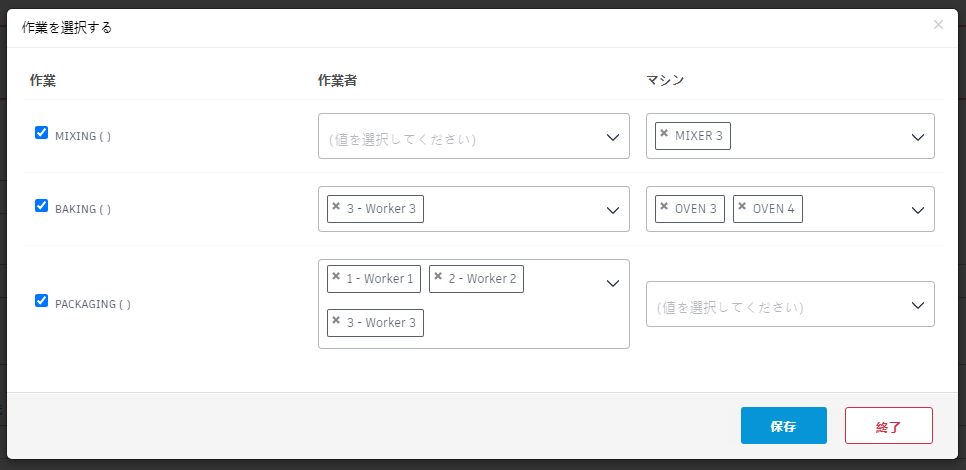 作業を選択する
作業 作業者 マシン
MIXING ( ) (値を選択してください) × MIXER 3
BAKING ( ) × 3 - Worker 3 × OVEN 3 × OVEN 4
PACKAGING ( ) × 1 - Worker 1 × 2 - Worker 2 (値を選択してください)
× 3 - Worker 3
保存 終了